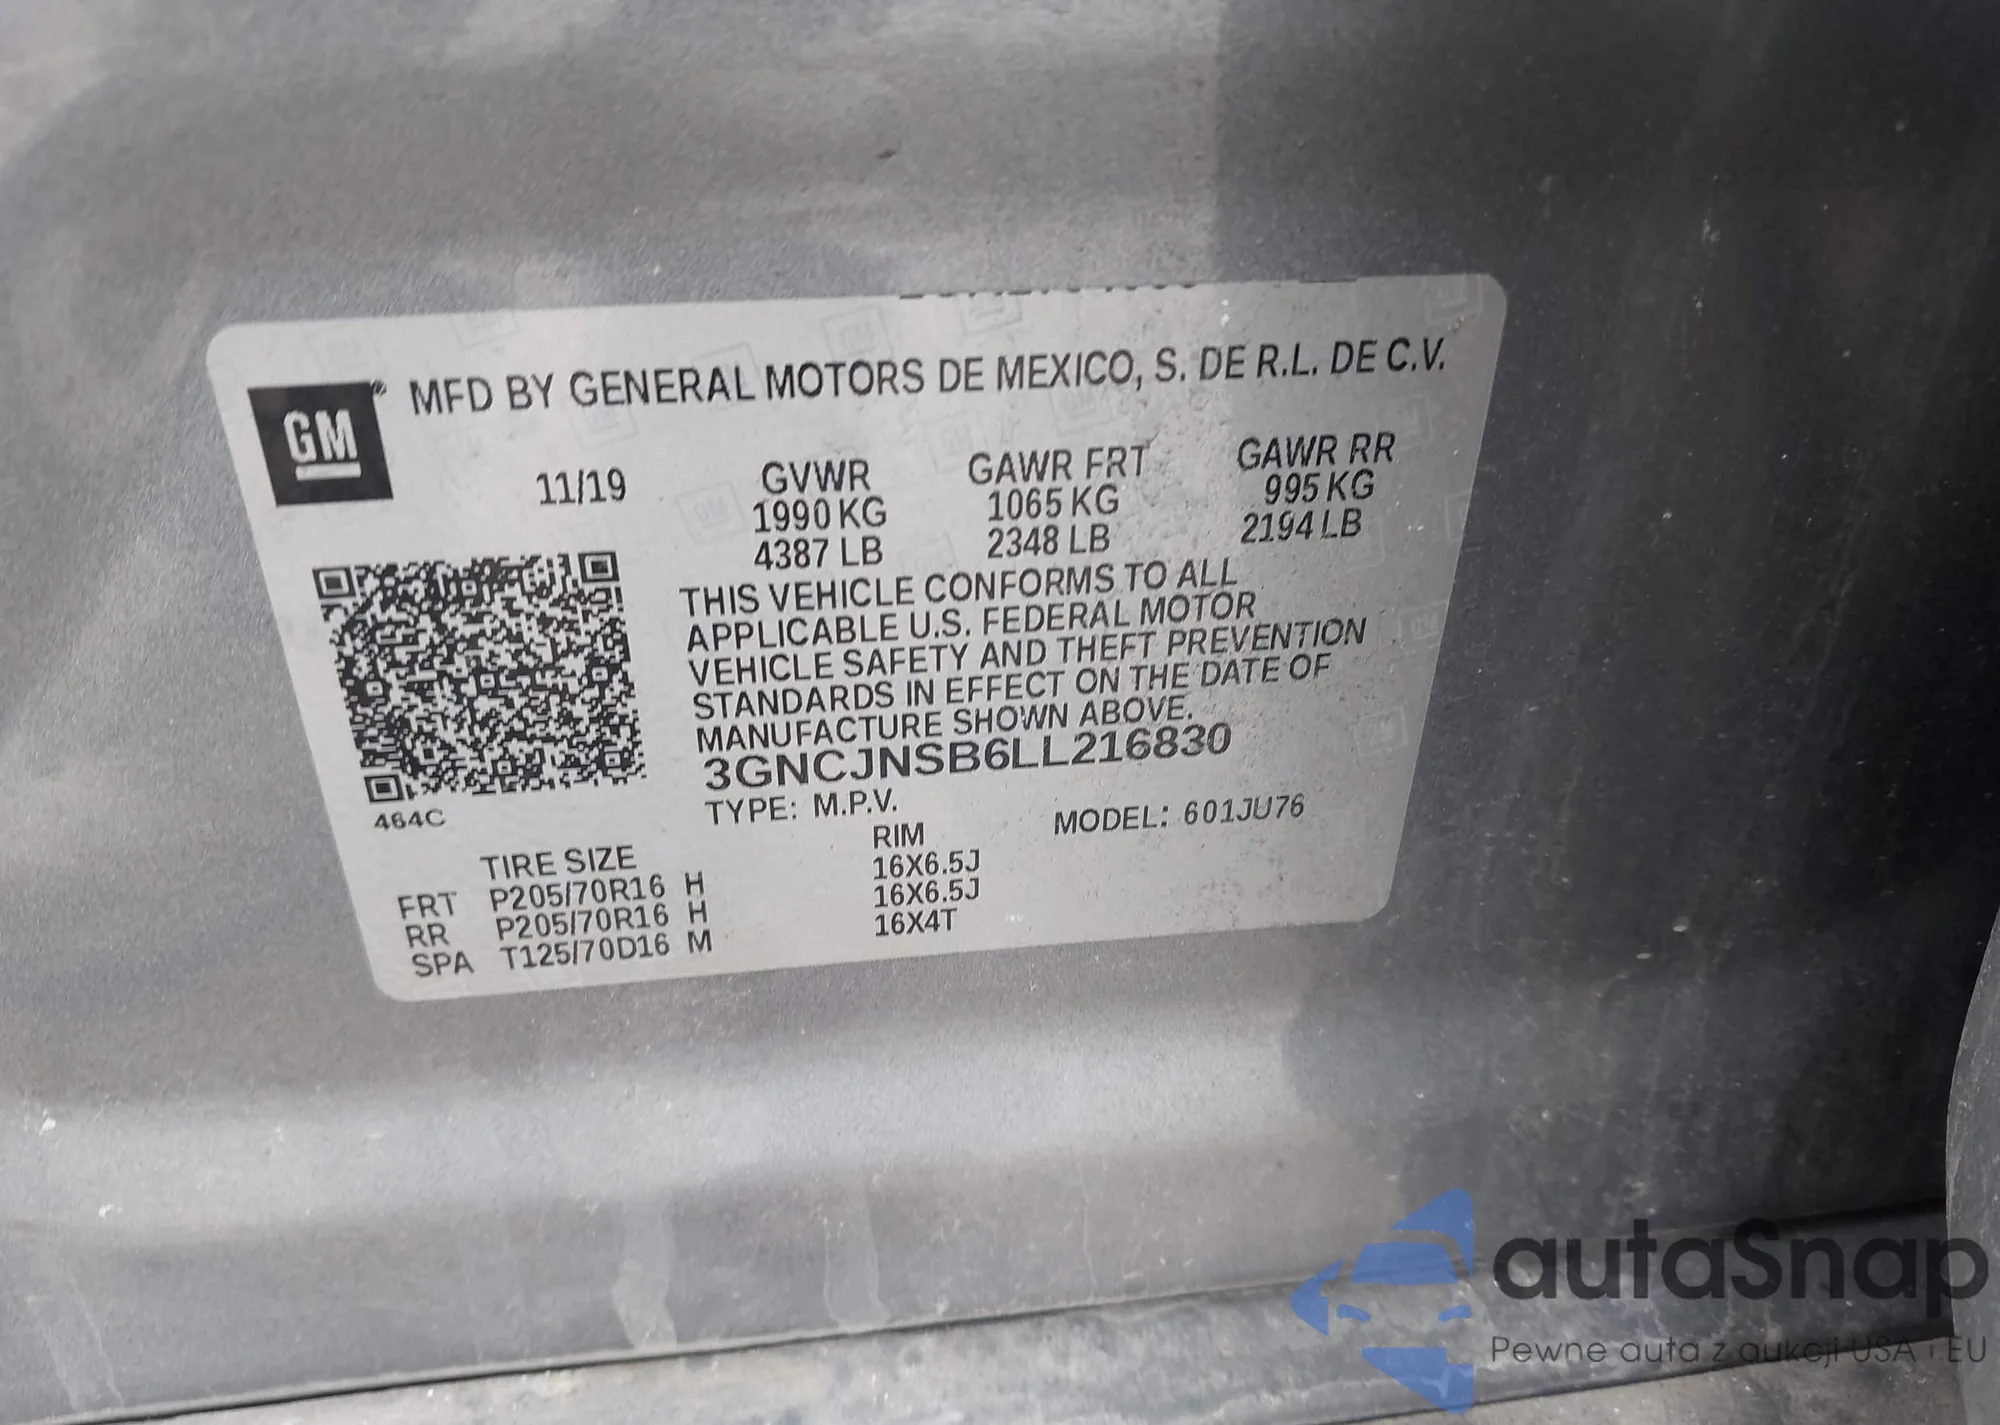 GM® MFD BY GENERAL MOTORS DE MEXICO, S. DE R.L. DE C.V.
11/19 GVWR GAWR FRT GAWR RR
1990 KG 1065 KG 995 KG
4387 LB 2348 LB 2194 LB
THIS VEHICLE CONFORMS TO ALL
APPLICABLE U.S. FEDERAL MOTOR
VEHICLE SAFETY AND THEFT PREVENTION
STANDARDS IN EFFECT ON THE DATE OF
MANUFACTURE SHOWN ABOVE.
3GNCJNSB6LL216830
464C
TYPE: M.P.V. MODEL: 601JU76
TIRE SIZE RIM
FRT P205/70R16 H 16X6.5J
RR P205/70R16 H 16X6.5J
SPA T125/70D16 M 16X4T
autaSnap
Pewne auta z aukcji USA i EU